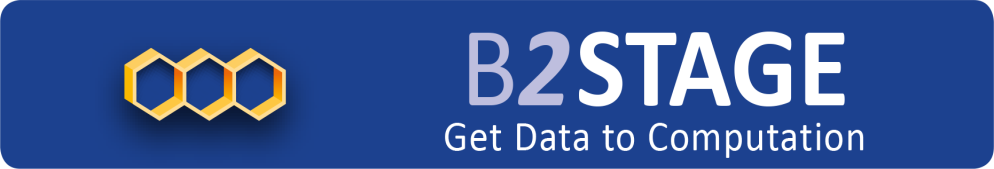 B2STAGE
Get Data to Computation